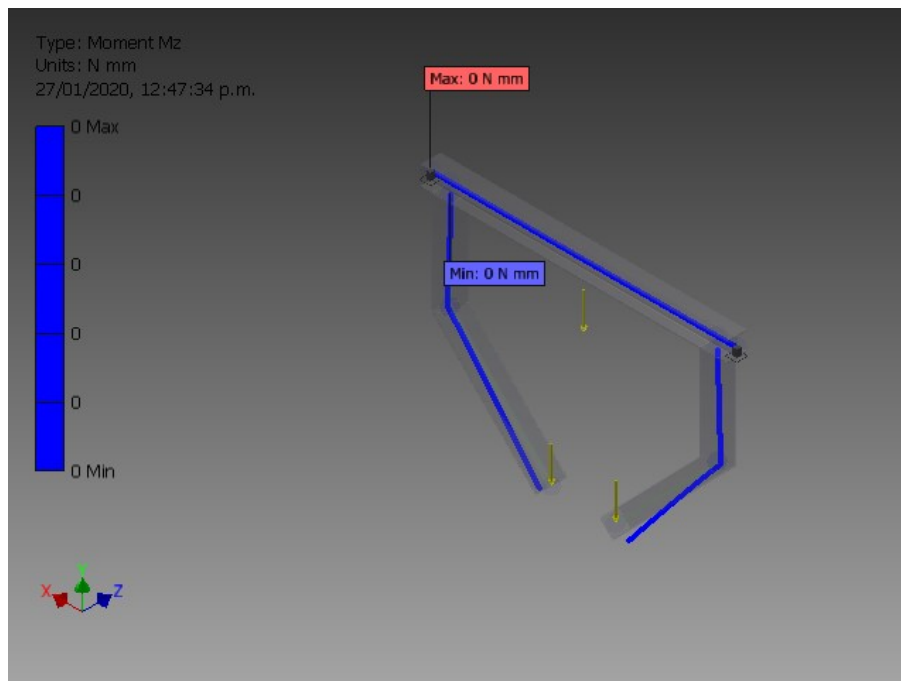 Type: Moment Mz
Units: N mm
27/01/2020, 12:47:34 p.m.
Max: 0 N mm
0 Max
0
0
0
0
0 Min
Min: 0 N mm
X
Y
Z